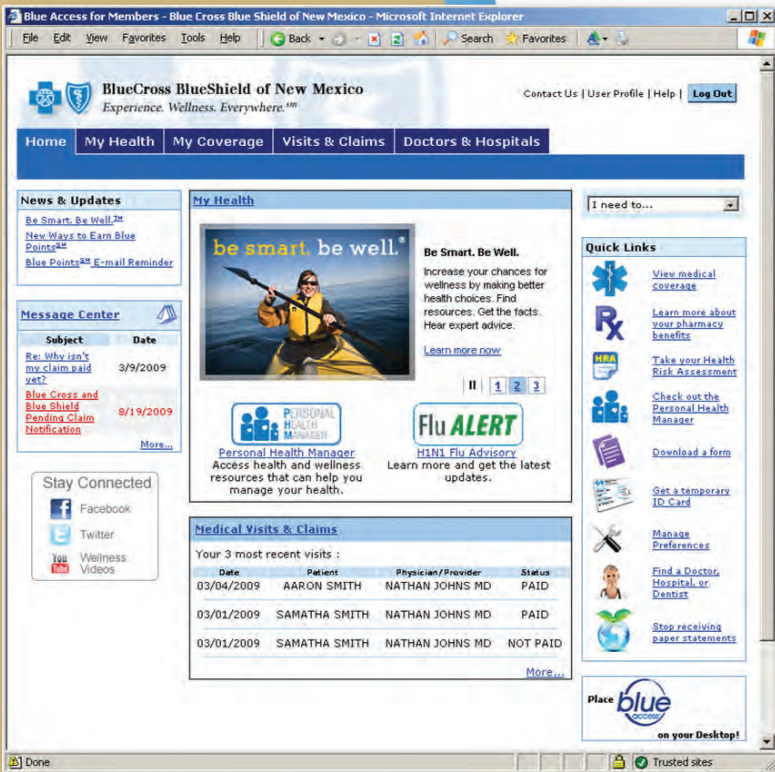 Blue Access for Members - Blue Cross Blue Shield of New Mexico - Microsoft Internet Explorer
File Edit View Favorites Tools Help Back Search Favorites
BlueCross BlueShield of New Mexico
Experience. Wellness. Everywhere.℠
Contact Us | User Profile | Help | Log Out
Home My Health My Coverage Visits & Claims Doctors & Hospitals
News & Updates
Be Smart. Be Well.™
New Ways to Earn Blue
Points℠
Blue Points℠ E-mail Reminder
Message Center
Subject Date
Re: Why isn't
my claim paid
yet?
3/9/2009
Blue Cross and
Blue Shield
Pending Claim
Notification
8/19/2009
More...
Stay Connected
Facebook
Twitter
You Tube
Wellness
Videos
My Health
be smart. be well.®
Be Smart. Be Well.
Increase your chances for
wellness by making better
health choices. Find
resources. Get the facts.
Hear expert advice.
Learn more now
1 2 3
PERSONAL
HEALTH
MANAGER
Personal Health Manager
Access health and wellness
resources that can help you
manage your health.
Flu ALERT
H1N1 Flu Advisory
Learn more and get the latest
updates.
Medical Visits & Claims
Your 3 most recent visits :
Date Patient Physician/Provider Status
03/04/2009 AARON SMITH NATHAN JOHNS MD PAID
03/01/2009 SAMATHA SMITH NATHAN JOHNS MD PAID
03/01/2009 SAMATHA SMITH NATHAN JOHNS MD NOT PAID
More...
I need to...
Quick Links
View medical
coverage
Rx
Learn more about
your pharmacy
benefits
HRA
Take your Health
Risk Assessment
Check out the
Personal Health
Manager
Download a form
Get a temporary
ID Card
Manage
Preferences
Find a Doctor,
Hospital, or
Dentist
Stop receiving
paper statements
Place blue access
on your Desktop!
Done Trusted sites